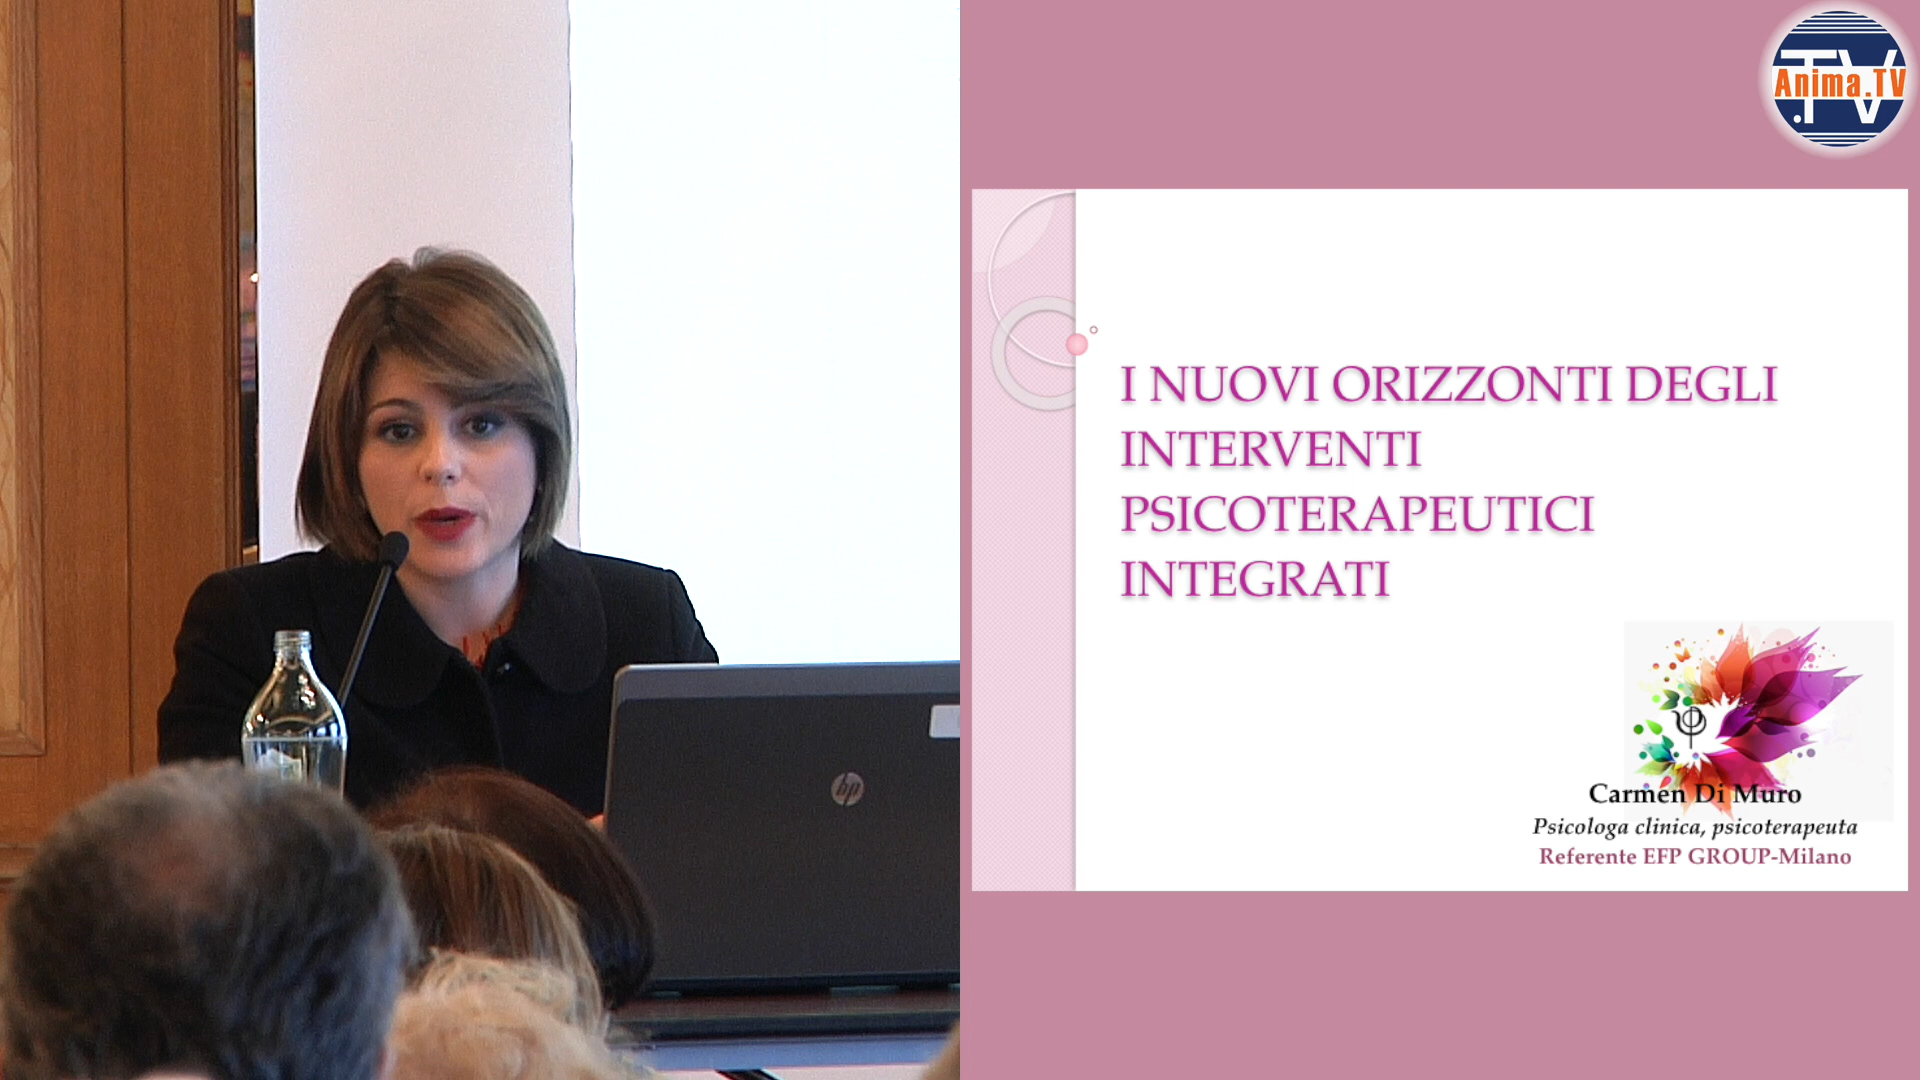 .TV
Anima.TV
I NUOVI ORIZZONTI DEGLI
INTERVENTI
PSICOTERAPEUTICI
INTEGRATI
ψ
Carmen Di Muro
Psicologa clinica, psicoterapeuta
Referente EFP GROUP-Milano
hp